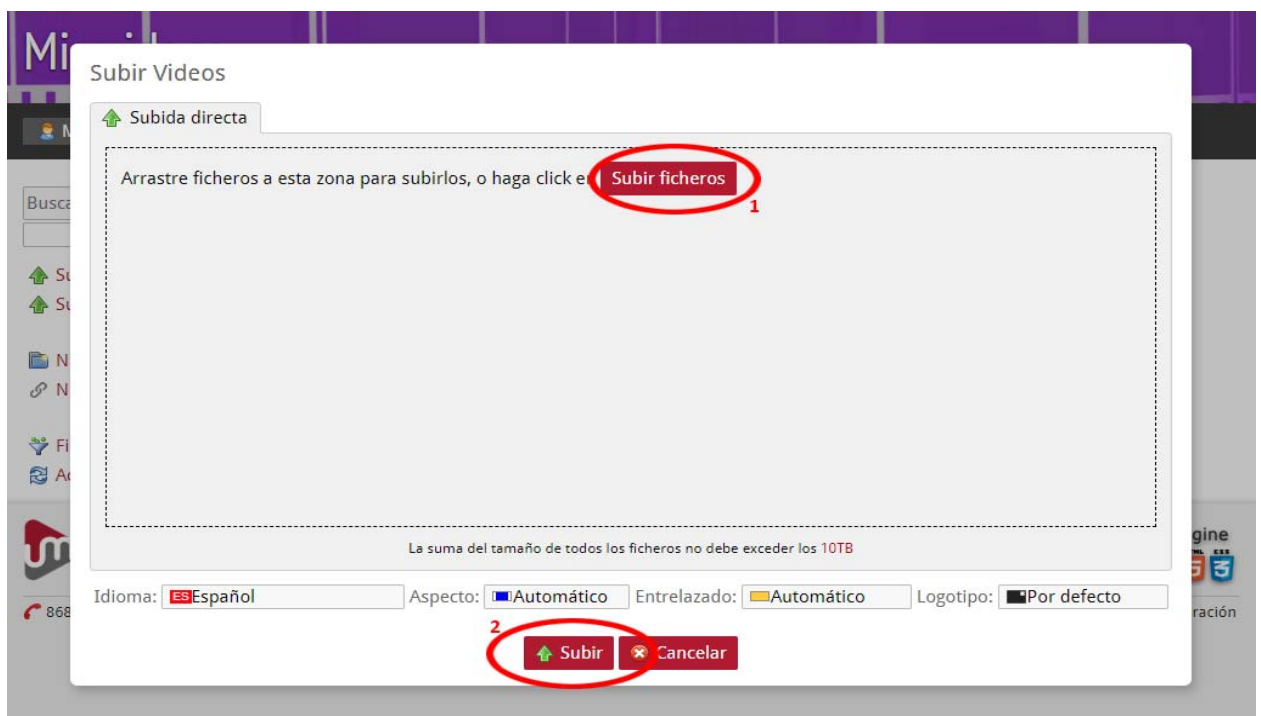 Subir Videos
Subida directa
Arrastre ficheros a esta zona para subirlos, o haga click e Subir ficheros
1
Busca
La suma del tamaño de todos los ficheros no debe exceder los 10TB
Idioma: ES Español Aspecto: Automático Entrelazado: Automático Logotipo: Por defecto
868
2
Subir Cancelar